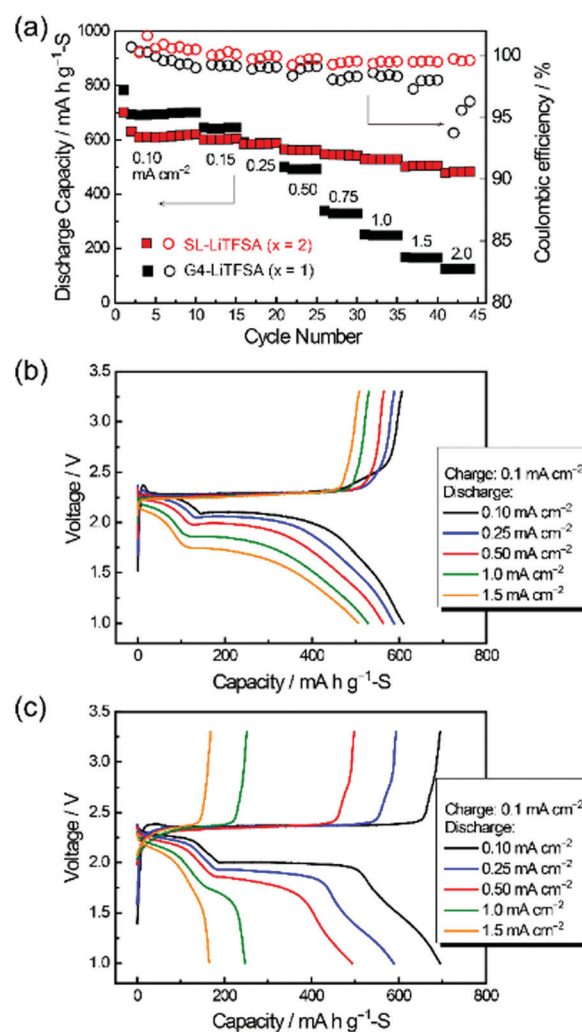 (a)
1000
800
600
400
200
0
Discharge Capacity / mA h g⁻¹-S
0.10
mA cm⁻²
0.15
0.25
0.50
0.75
1.0
1.5
2.0
SL-LiTFSA (x = 2)
G4-LiTFSA (x = 1)
100
95
90
85
80
Coulombic efficiency / %
0 5 10 15 20 25 30 35 40 45
Cycle Number
(b)
3.5
3.0
2.5
2.0
1.5
1.0
Voltage / V
Charge: 0.1 mA cm⁻²
Discharge:
0.10 mA cm⁻²
0.25 mA cm⁻²
0.50 mA cm⁻²
1.0 mA cm⁻²
1.5 mA cm⁻²
0 200 400 600 800
Capacity / mA h g⁻¹-S
(c)
3.5
3.0
2.5
2.0
1.5
1.0
Voltage / V
Charge: 0.1 mA cm⁻²
Discharge:
0.10 mA cm⁻²
0.25 mA cm⁻²
0.50 mA cm⁻²
1.0 mA cm⁻²
1.5 mA cm⁻²
0 200 400 600 800
Capacity / mA h g⁻¹-S